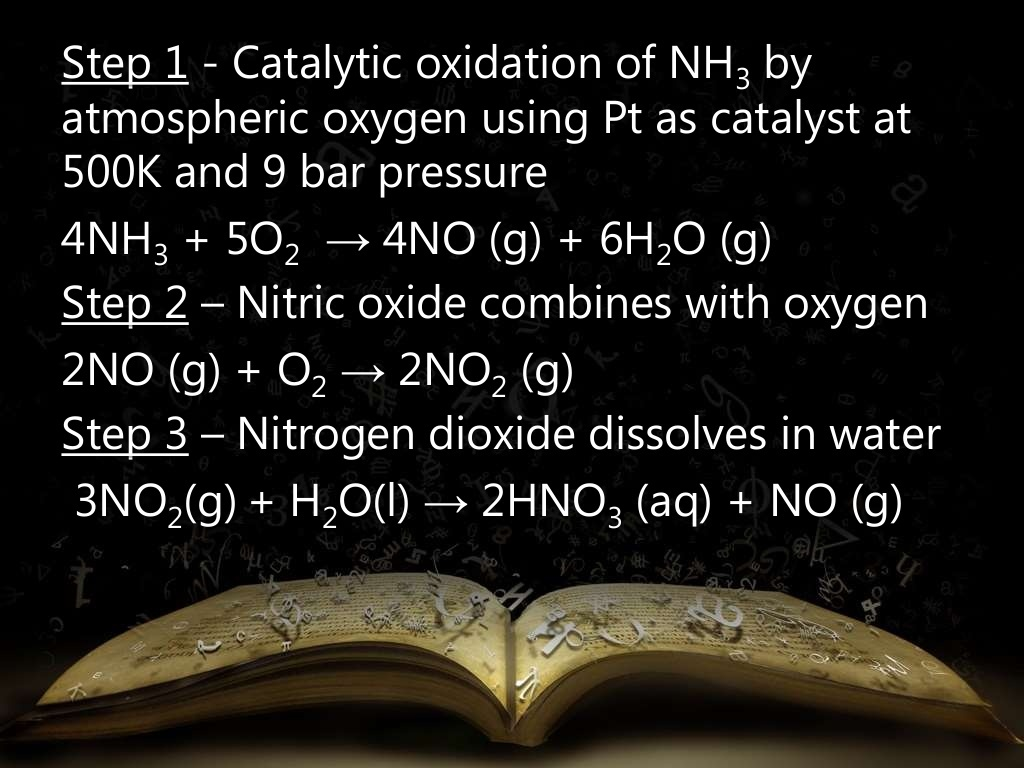 Step 1 - Catalytic oxidation of NH₃ by
atmospheric oxygen using Pt as catalyst at
500K and 9 bar pressure
4NH₃ + 5O₂ → 4NO (g) + 6H₂O (g)
Step 2 – Nitric oxide combines with oxygen
2NO (g) + O₂ → 2NO₂ (g)
Step 3 – Nitrogen dioxide dissolves in water
3NO₂(g) + H₂O(l) → 2HNO₃ (aq) + NO (g)